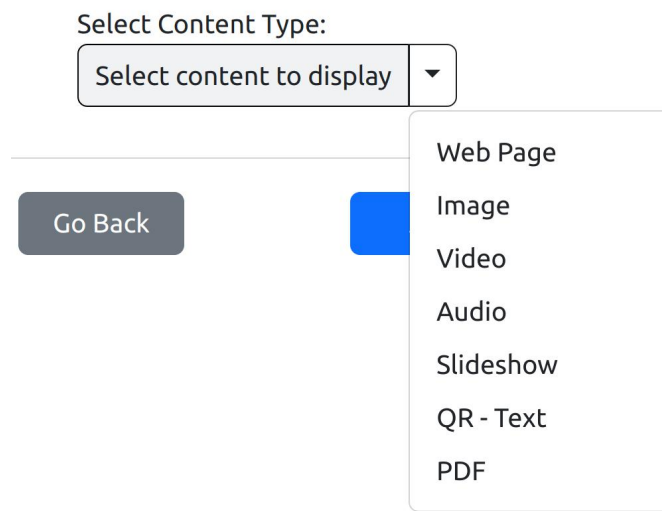 Select Content Type:
Select content to display
Web Page
Go Back
Image
Video
Audio
Slideshow
QR - Text
PDF